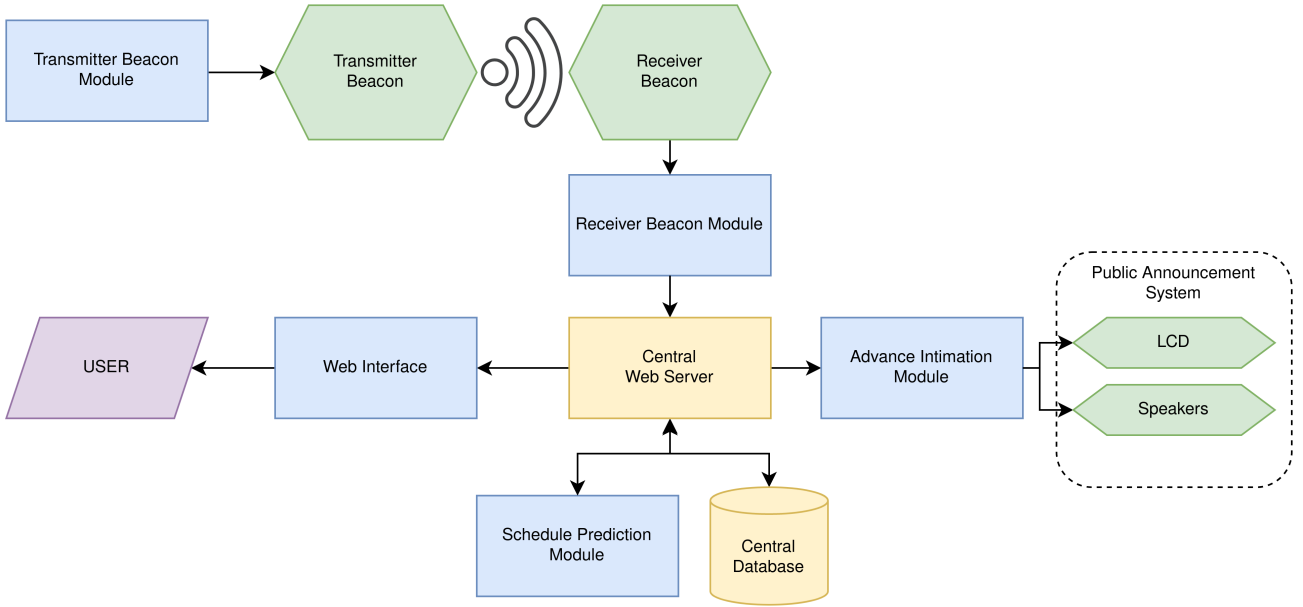 Transmitter Beacon
Module
Transmitter
Beacon
Receiver
Beacon
Receiver Beacon Module
Public Announcement
System
LCD
Speakers
USER
Web Interface
Central
Web Server
Advance Intimation
Module
Schedule Prediction
Module
Central
Database